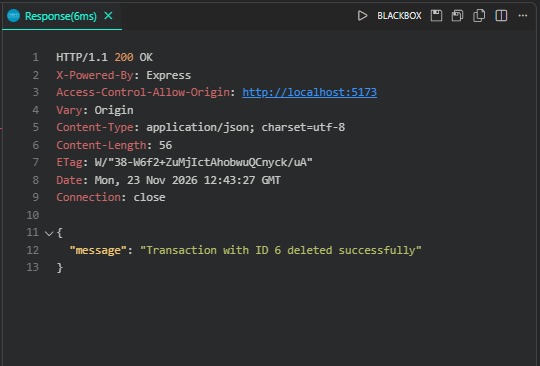 Response(6ms) × BLACKBOX ...
1 HTTP/1.1 200 OK
2 X-Powered-By: Express
3 Access-Control-Allow-Origin: http://localhost:5173
4 Vary: Origin
5 Content-Type: application/json; charset=utf-8
6 Content-Length: 56
7 ETag: W/"38-W6f2+ZuMjIctAhobwuQCnyck/uA"
8 Date: Mon, 23 Nov 2026 12:43:27 GMT
9 Connection: close
10
11 {
12 "message": "Transaction with ID 6 deleted successfully"
13 }